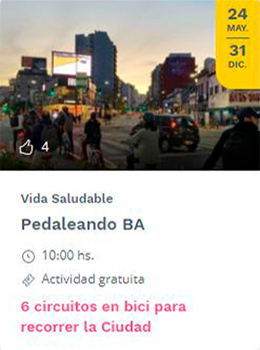 24
MAY.
31
DIC.
4
Vida Saludable
Pedaleando BA
10:00 hs.
Actividad gratuita
6 circuitos en bici para
recorrer la Ciudad